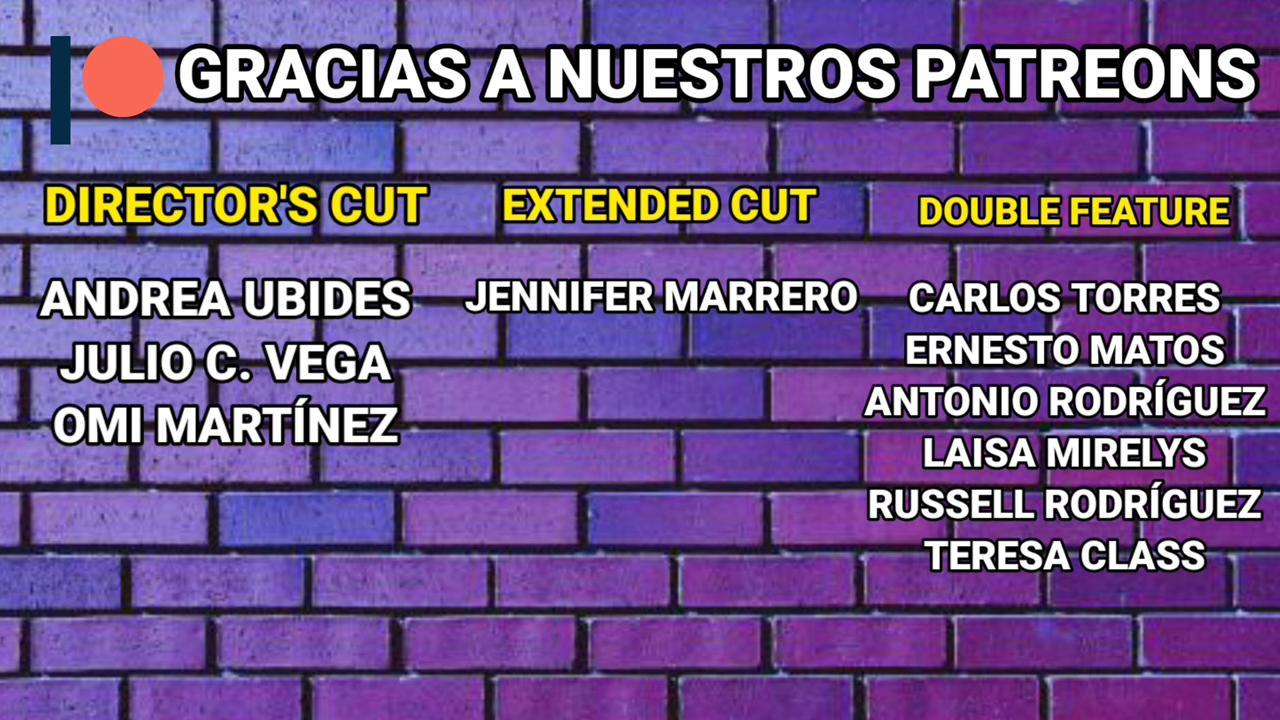 GRACIAS A NUESTROS PATREONS
DIRECTOR'S CUT
ANDREA UBIDES
JULIO C. VEGA
OMI MARTÍNEZ
EXTENDED CUT
JENNIFER MARRERO
DOUBLE FEATURE
CARLOS TORRES
ERNESTO MATOS
ANTONIO RODRÍGUEZ
LAISA MIRELYS
RUSSELL RODRÍGUEZ
TERESA CLASS